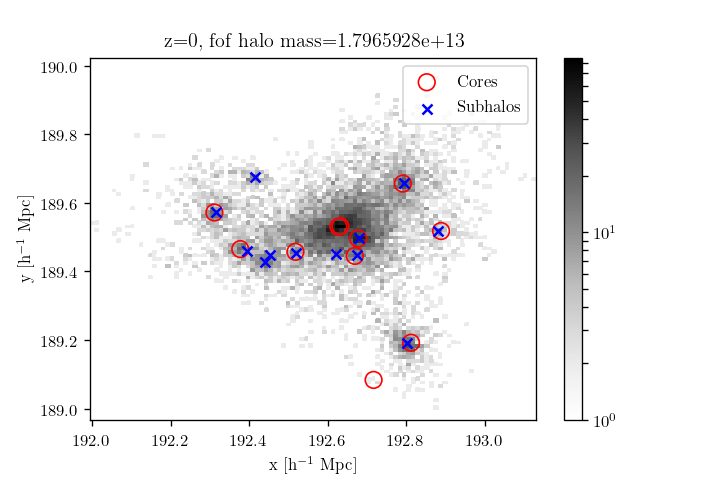 z=0, fof halo mass=1.7965928e+13
Cores
Subhalos
190.0
189.8
189.6
189.4
189.2
189.0
y [h⁻¹ Mpc]
192.0 192.2 192.4 192.6 192.8 193.0
x [h⁻¹ Mpc]
10¹
10⁰